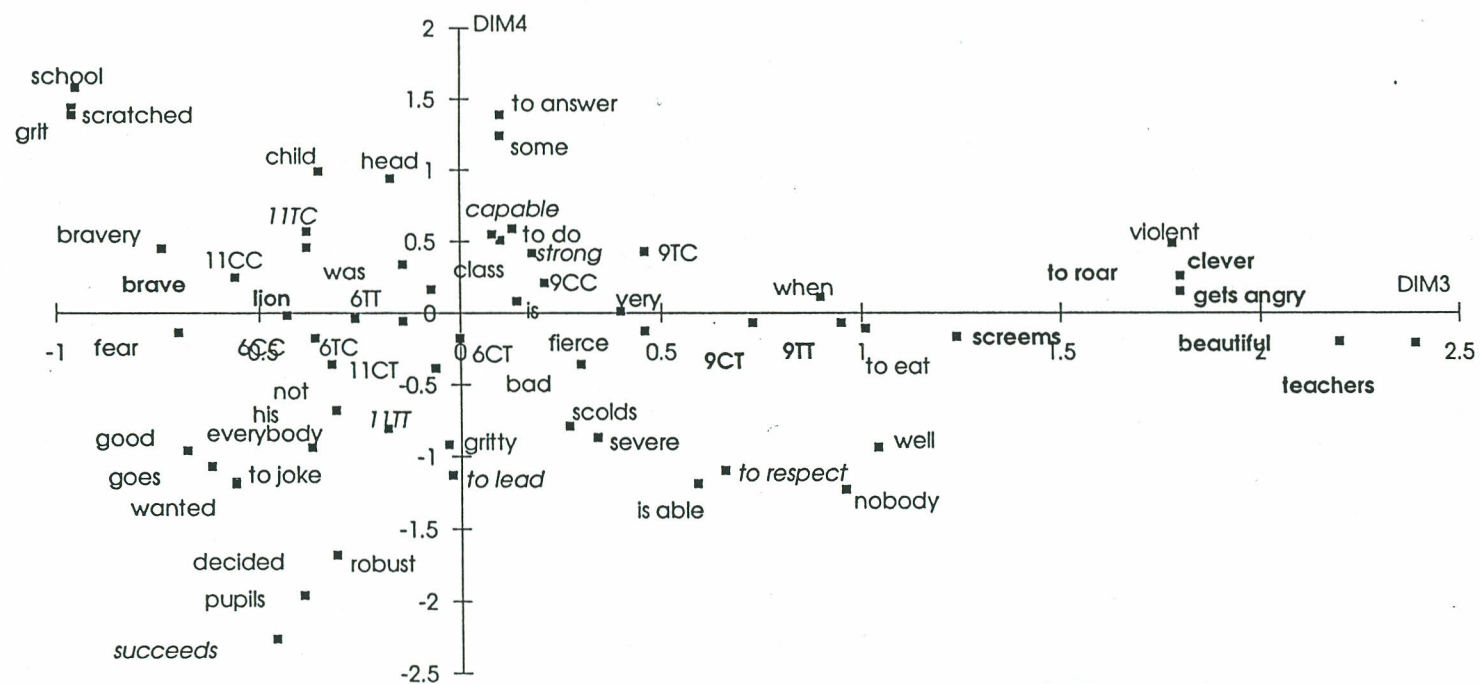 2 DIM4
school
1.5 to answer
scratched
grit
some
child
head 1
11TC capable
bravery 0.5 to do
violent
strong 9TC
11CC
clever
was class
to roar
brave
9CC
when
DIM3
lion 6TT
very
gets angry
0 is
-1 fear 6CC 0.5 6TC 0 6CT fierce 0.5 9CT 9TT 1 screems 1.5 beautiful 2 2.5
11CT
to eat
-0.5 bad
teachers
not
his 11TT scolds
good everybody gritty severe well
-1
goes to joke to lead to respect
wanted is able nobody
-1.5
decided robust
pupils -2
succeeds
-2.5